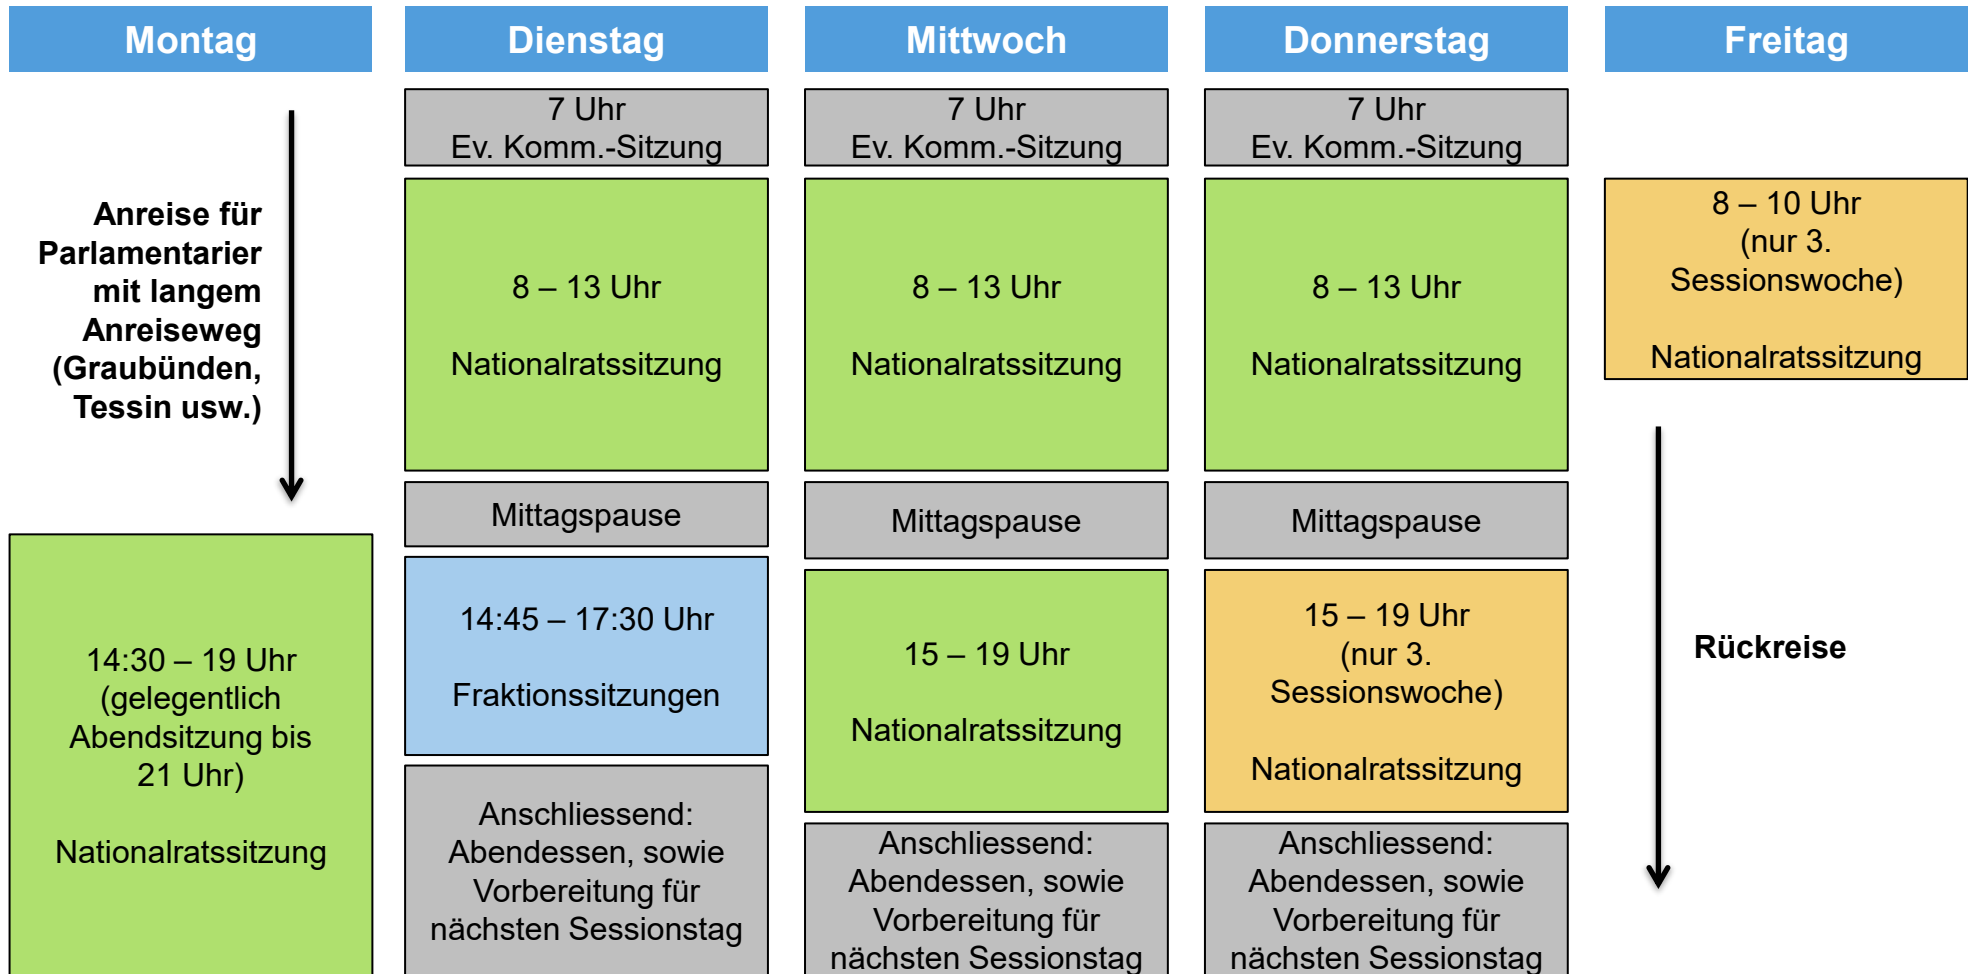 Montag
Anreise für
Parlamentarier
mit langem
Anreiseweg
(Graubünden,
Tessin usw.)
14:30 – 19 Uhr
(gelegentlich
Abendsitzung bis
21 Uhr)
Nationalratssitzung
Dienstag
7 Uhr
Ev. Komm.-Sitzung
8 – 13 Uhr
Nationalratssitzung
Mittagspause
14:45 – 17:30 Uhr
Fraktionssitzungen
Anschliessend:
Abendessen, sowie
Vorbereitung für
nächsten Sessionstag
Mittwoch
7 Uhr
Ev. Komm.-Sitzung
8 – 13 Uhr
Nationalratssitzung
Mittagspause
15 – 19 Uhr
Nationalratssitzung
Anschliessend:
Abendessen, sowie
Vorbereitung für
nächsten Sessionstag
Donnerstag
7 Uhr
Ev. Komm.-Sitzung
8 – 13 Uhr
Nationalratssitzung
Mittagspause
15 – 19 Uhr
(nur 3.
Sessionswoche)
Nationalratssitzung
Anschliessend:
Abendessen, sowie
Vorbereitung für
nächsten Sessionstag
Freitag
8 – 10 Uhr
(nur 3.
Sessionswoche)
Nationalratssitzung
Rückreise